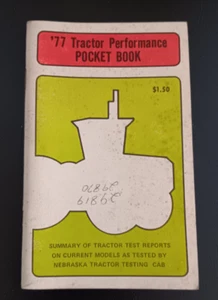 '77 Tractor Performance
POCKET BOOK
$1.50
SUMMARY OF TRACTOR TEST REPORTS
ON CURRENT MODELS AS TESTED BY
NEBRASKA TRACTOR TESTING LAB